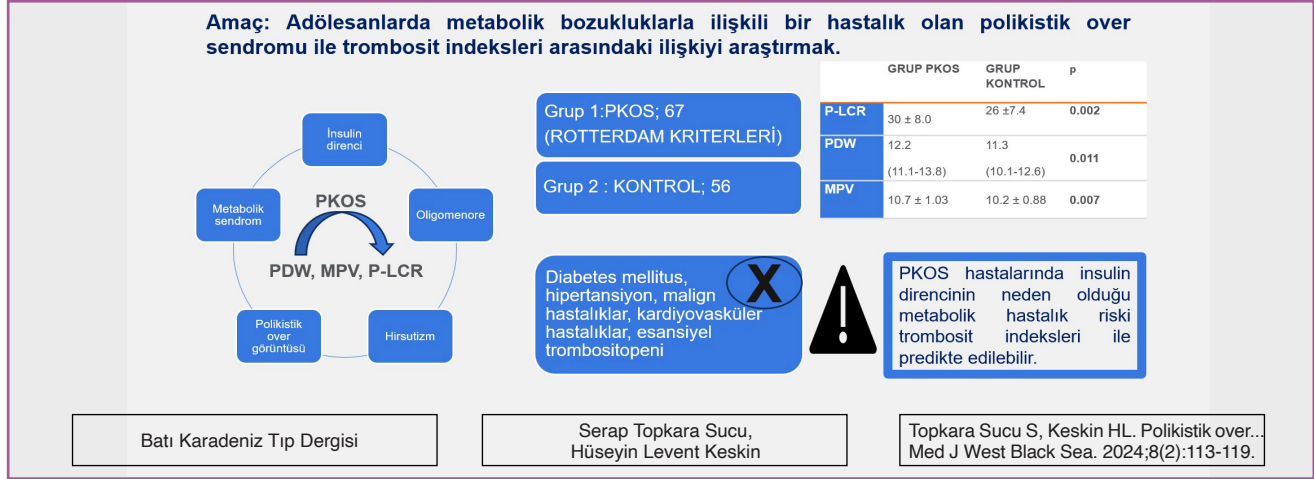 Amaç: Adölesanlarda metabolik bozukluklarla ilişkili bir hastalık olan polikistik over
sendromu ile trombosit indeksleri arasındaki ilişkiyi araştırmak.
İnsulin
direnci
Metabolik
sendrom
Oligomenore
PKOS
PDW, MPV, P-LCR
Polikistik
over
görüntüsü
Hirsutizm
Grup 1:PKOS; 67
(ROTTERDAM KRITERLERİ)
Grup 2 : KONTROL; 56
GRUP PKOS GRUP KONTROL p
P-LCR 30 ± 8.0 26 ±7.4 0.002
PDW 12.2 (11.1-13.8) 11.3 (10.1-12.6) 0.011
MPV 10.7 ± 1.03 10.2 ± 0.88 0.007
Diabetes mellitus,
hipertansiyon, malign
hastalıklar, kardiyovasküler
hastalıklar, esansiyel
trombositopeni
X
!
PKOS hastalarında insulin
direncinin neden olduğu
metabolik hastalık riski
trombosit indeksleri ile
predikte edilebilir.
Batı Karadeniz Tıp Dergisi
Serap Topkara Sucu,
Hüseyin Levent Keskin
Topkara Sucu S, Keskin HL. Polikistik over...
Med J West Black Sea. 2024;8(2):113-119.